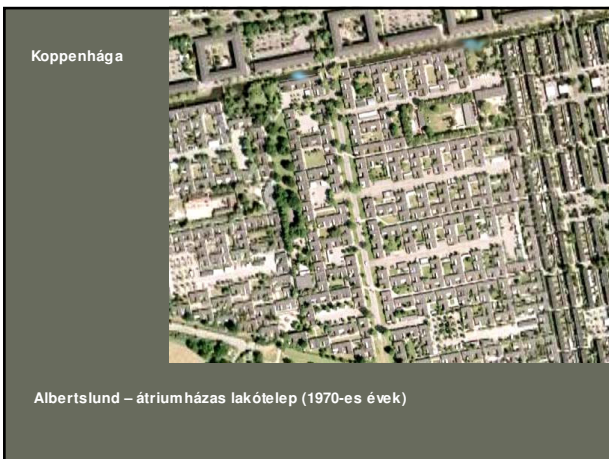 Koppenhága
Albertslund – átriumházas lakótelep (1970-es évek)